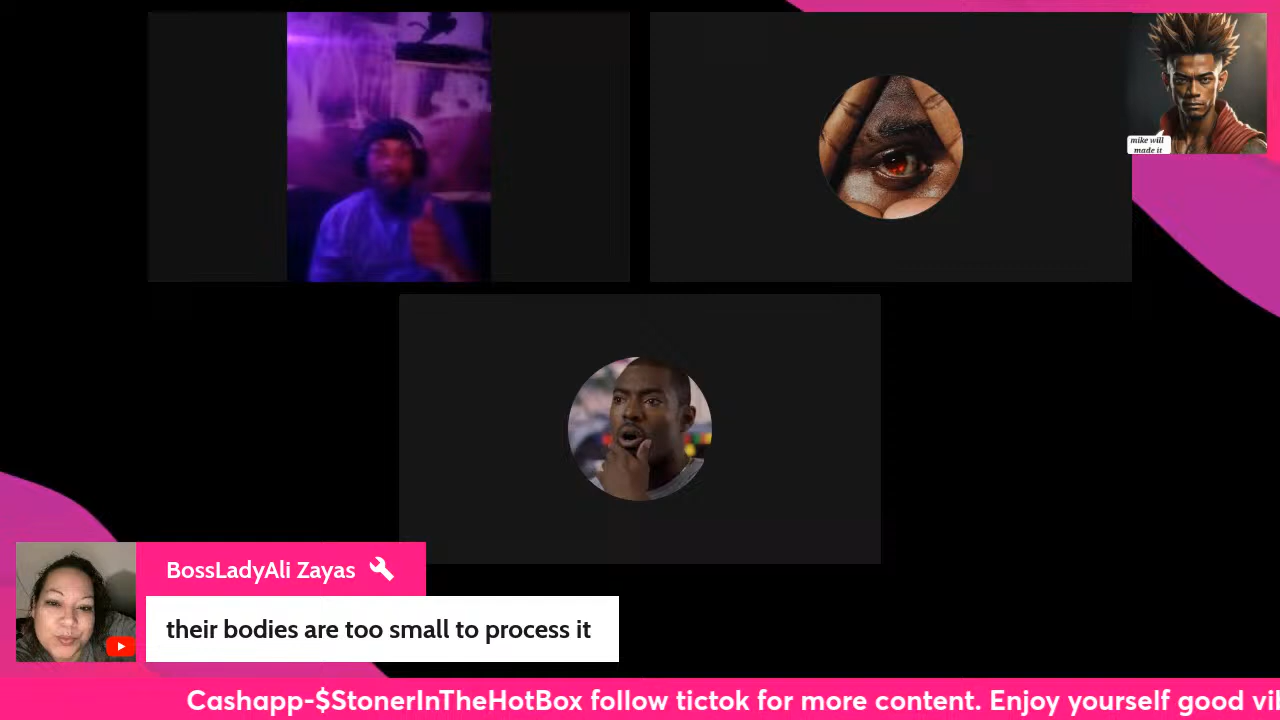 mike will
made it
BossLadyAli Zayas
their bodies are too small to process it
Cashapp-$StonerInTheHotBox follow tictok for more content. Enjoy yourself good vi